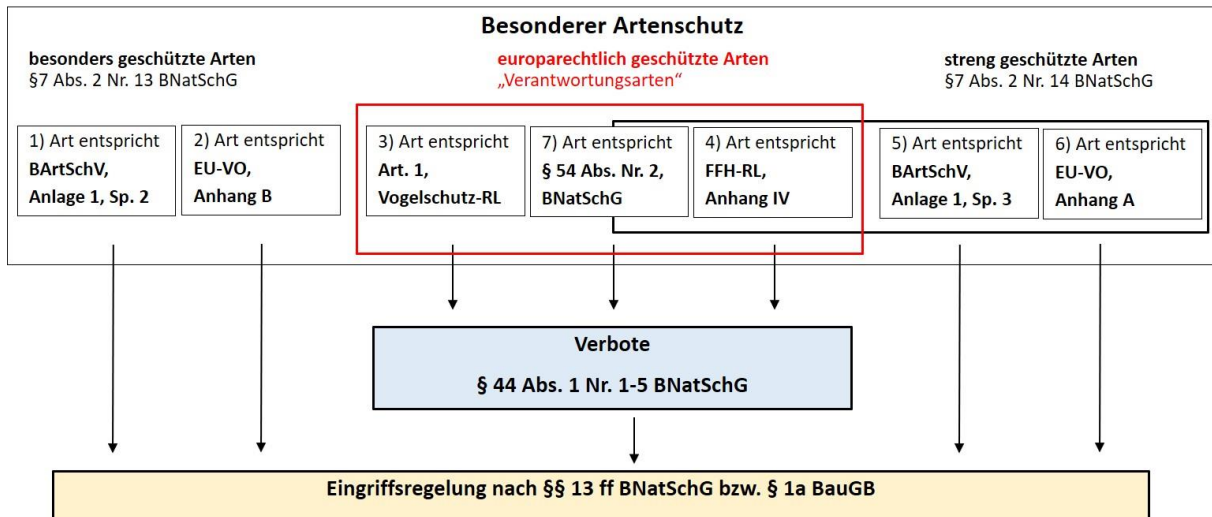 Besonderer Artenschutz
besonders geschützte Arten
§7 Abs. 2 Nr. 13 BNatSchG
europarechtlich geschützte Arten
„Verantwortungsarten“
streng geschützte Arten
§7 Abs. 2 Nr. 14 BNatSchG
1) Art entspricht
BArtSchV,
Anlage 1, Sp. 2
2) Art entspricht
EU-VO,
Anhang B
3) Art entspricht
Art. 1,
Vogelschutz-RL
7) Art entspricht
§ 54 Abs. Nr. 2,
BNatSchG
4) Art entspricht
FFH-RL,
Anhang IV
5) Art entspricht
BArtSchV,
Anlage 1, Sp. 3
6) Art entspricht
EU-VO,
Anhang A
Verbote
§ 44 Abs. 1 Nr. 1-5 BNatSchG
Eingriffsregelung nach §§ 13 ff BNatSchG bzw. § 1a BauGB